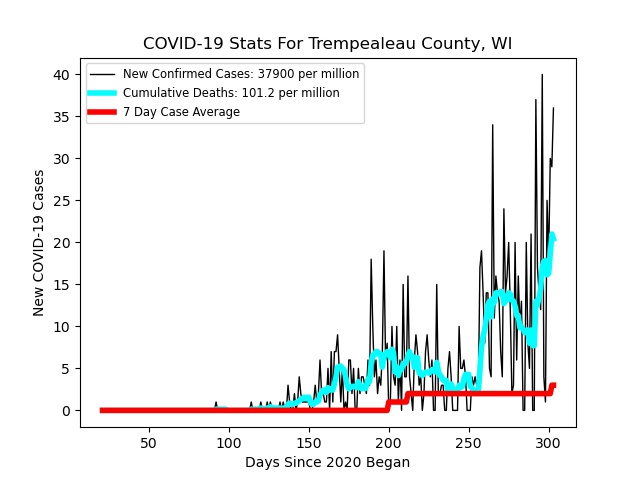 COVID-19 Stats For Trempealeau County, WI
New Confirmed Cases: 37900 per million
Cumulative Deaths: 101.2 per million
7 Day Case Average
40
35
30
25
20
15
10
5
0
New COVID-19 Cases
50 100 150 200 250 300
Days Since 2020 Began